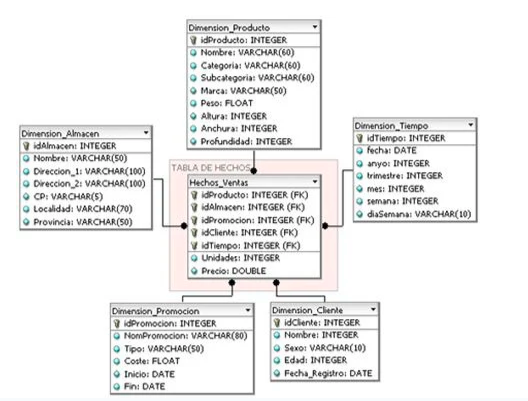 Dimension_Producto
idProducto: INTEGER
Nombre: VARCHAR(60)
Categoria: VARCHAR(60)
Subcategoria: VARCHAR(60)
Marca: VARCHAR(50)
Peso: FLOAT
Altura: INTEGER
Anchura: INTEGER
Profundidad: INTEGER
Dimension_Almacen
idAlmacen: INTEGER
Nombre: VARCHAR(50)
Direccion_1: VARCHAR(100)
Direccion_2: VARCHAR(100)
CP: VARCHAR(5)
Localidad: VARCHAR(70)
Provincia: VARCHAR(50)
TABLA DE HECHOS
Hechos_Ventas
idProducto: INTEGER (FK)
idAlmacen: INTEGER (FK)
idPromocion: INTEGER (FK)
idCliente: INTEGER (FK)
idTiempo: INTEGER (FK)
Unidades: INTEGER
Precio: DOUBLE
Dimension_Tiempo
idTiempo: INTEGER
fecha: DATE
anyo: INTEGER
trimestre: INTEGER
mes: INTEGER
semana: INTEGER
diaSemana: VARCHAR(10)
Dimension_Promocion
idPromocion: INTEGER
NomPromocion: VARCHAR(80)
Tipo: VARCHAR(50)
Coste: FLOAT
Inicio: DATE
Fin: DATE
Dimension_Cliente
idCliente: INTEGER
Nombre: INTEGER
Sexo: VARCHAR(10)
Edad: INTEGER
Fecha_Registro: DATE